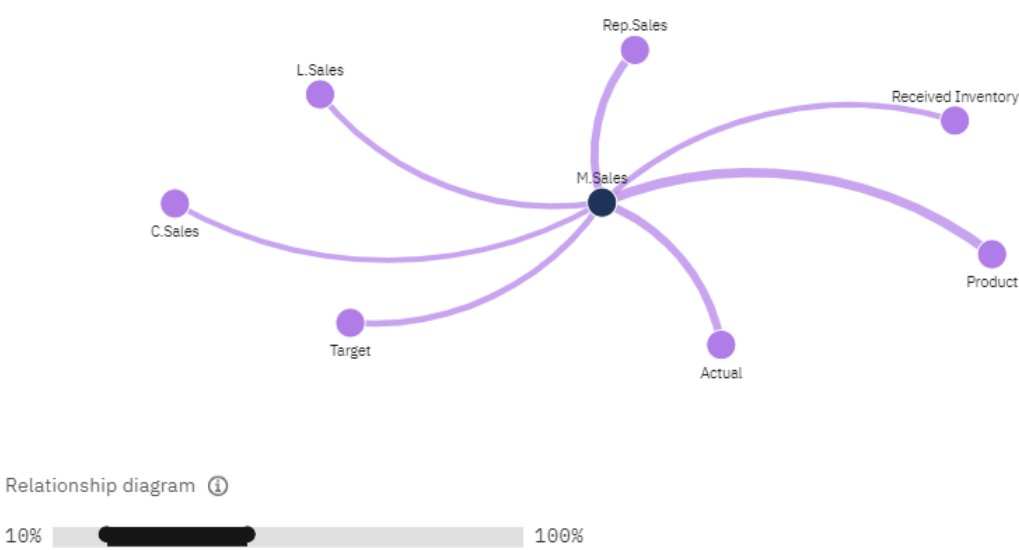 Rep.Sales
L.Sales
Received Inventory
M.Sales
C.Sales
Product
Target
Actual
Relationship diagram
10% 100%